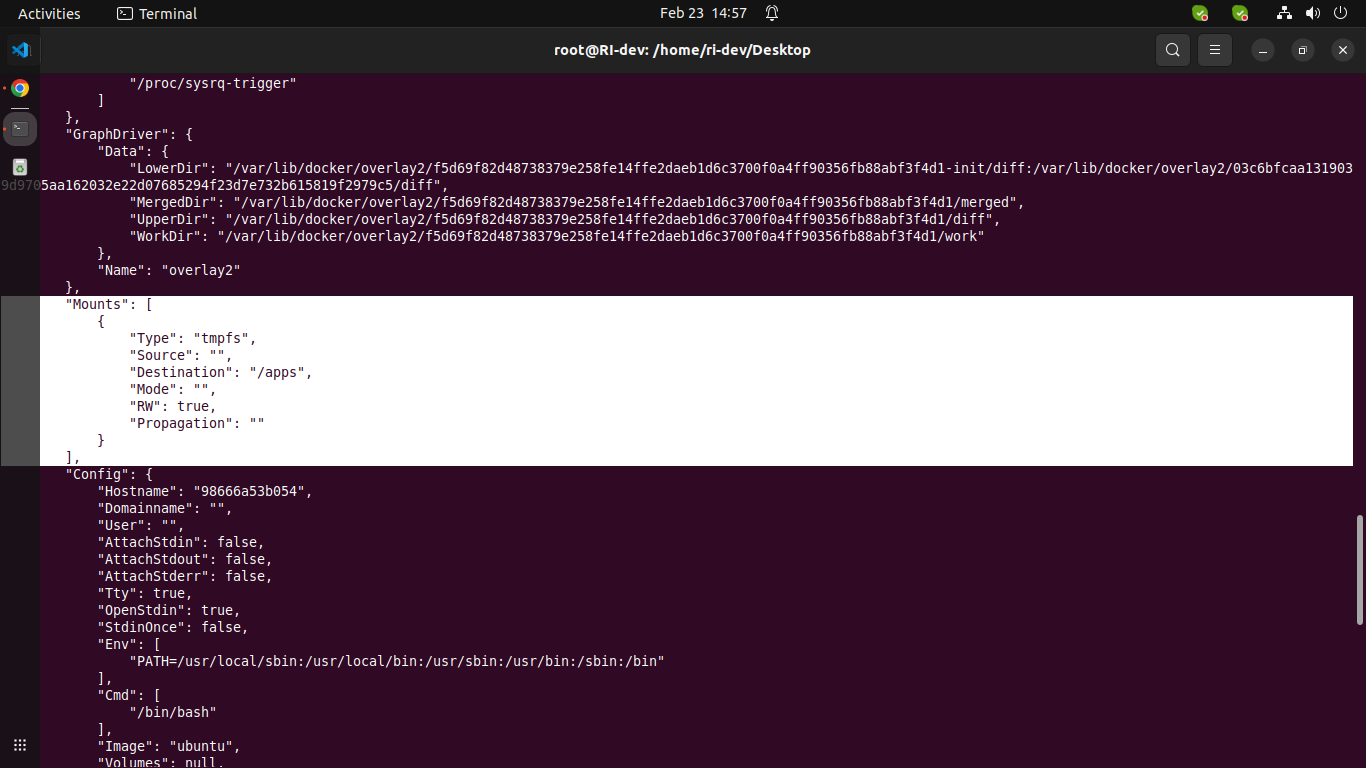 Activities
Terminal
Feb 23 14:57
root@RI-dev: /home/ri-dev/Desktop
"/proc/sysrq-trigger"
]
},
"GraphDriver": {
"Data": {
"LowerDir": "/var/lib/docker/overlay2/f5d69f82d48738379e258fe14ffe2daeb1d6c3700f0a4ff90356fb88abf3f4d1-init/diff:/var/lib/docker/overlay2/03c6bfcaa131903
9d9705aa162032e22d07685294f23d7e732b615819f2979c5/diff",
"MergedDir": "/var/lib/docker/overlay2/f5d69f82d48738379e258fe14ffe2daeb1d6c3700f0a4ff90356fb88abf3f4d1/merged",
"UpperDir": "/var/lib/docker/overlay2/f5d69f82d48738379e258fe14ffe2daeb1d6c3700f0a4ff90356fb88abf3f4d1/diff",
"WorkDir": "/var/lib/docker/overlay2/f5d69f82d48738379e258fe14ffe2daeb1d6c3700f0a4ff90356fb88abf3f4d1/work"
},
"Name": "overlay2"
},
"Mounts": [
{
"Type": "tmpfs",
"Source": "",
"Destination": "/apps",
"Mode": "",
"RW": true,
"Propagation": ""
}
],
"Config": {
"Hostname": "98666a53b054",
"Domainname": "",
"User": "",
"AttachStdin": false,
"AttachStdout": false,
"AttachStderr": false,
"Tty": true,
"OpenStdin": true,
"StdinOnce": false,
"Env": [
"PATH=/usr/local/sbin:/usr/local/bin:/usr/sbin:/usr/bin:/sbin:/bin"
],
"Cmd": [
"/bin/bash"
],
"Image": "ubuntu",
"Volumes": null,